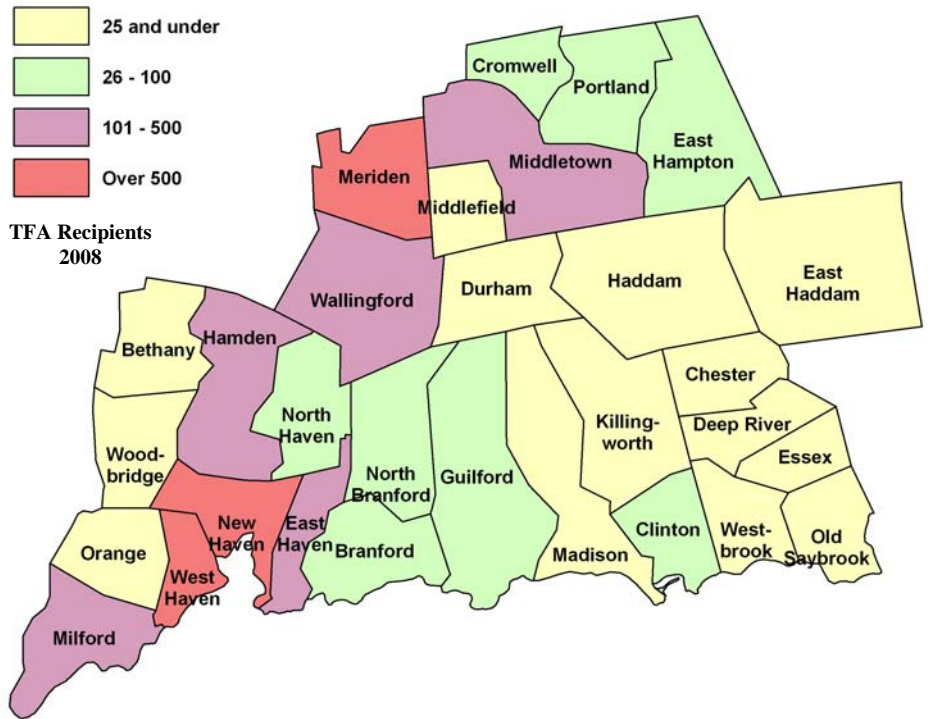 25 and under
26 - 100
101 - 500
Over 500
TFA Recipients
2008
Cromwell
Portland
East
Hampton
Middletown
Meriden
Middlefield
Wallingford
Durham
Haddam
East
Haddam
Bethany
Hamden
North
Haven
Wood-
bridge
North
Branford
Guilford
Killing-
worth
Chester
Deep River
Essex
Orange
New
Haven
West
Haven
East
Haven
Branford
Madison
Clinton
West-
brook
Old
Saybrook
Milford